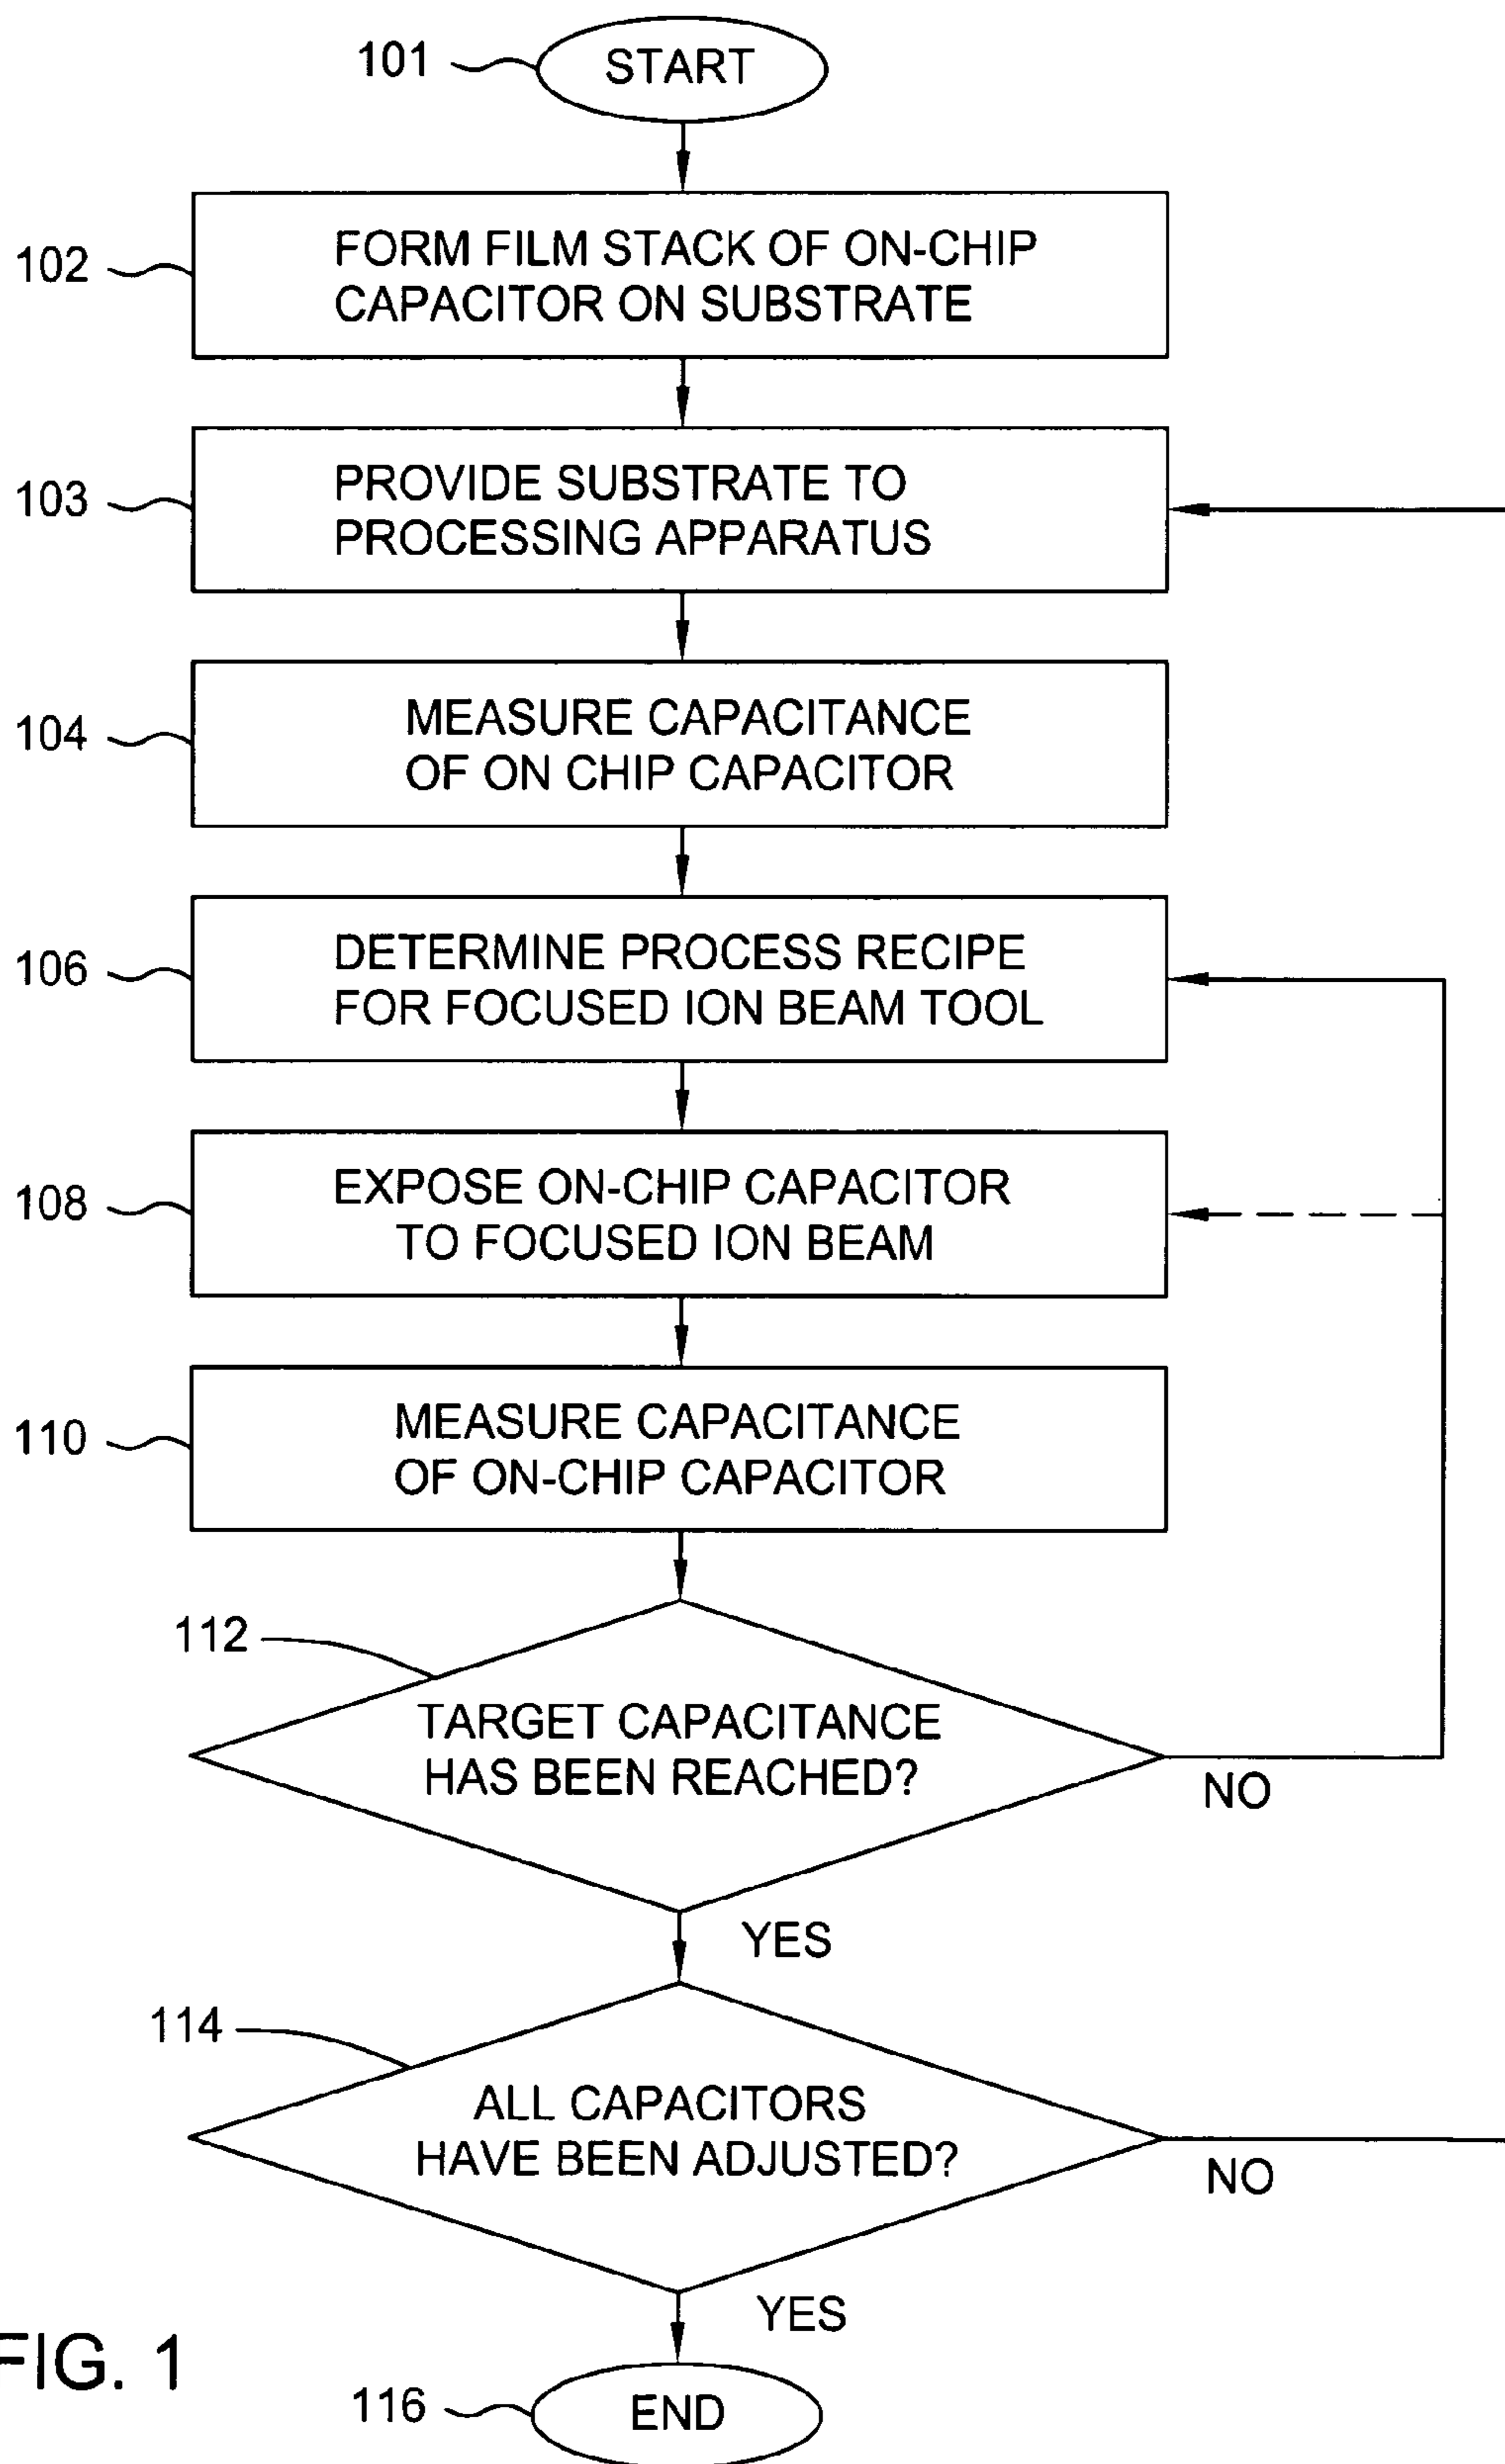 101
START
102
FORM FILM STACK OF ON-CHIP
CAPACITOR ON SUBSTRATE
103
PROVIDE SUBSTRATE TO
PROCESSING APPARATUS
104
MEASURE CAPACITANCE
OF ON CHIP CAPACITOR
106
DETERMINE PROCESS RECIPE
FOR FOCUSED ION BEAM TOOL
108
EXPOSE ON-CHIP CAPACITOR
TO FOCUSED ION BEAM
110
MEASURE CAPACITANCE
OF ON-CHIP CAPACITOR
112
TARGET CAPACITANCE
HAS BEEN REACHED?
NO
YES
114
ALL CAPACITORS
HAVE BEEN ADJUSTED?
NO
YES
FIG. 1
116
END